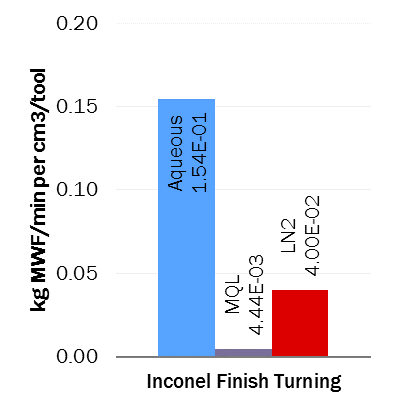 0.20
0.15
0.10
0.05
0.00
kg MWF/min per cm3/tool
Aqueous
1.54E-01
MQL
4.44E-03
LN2
4.00E-02
Inconel Finish Turning